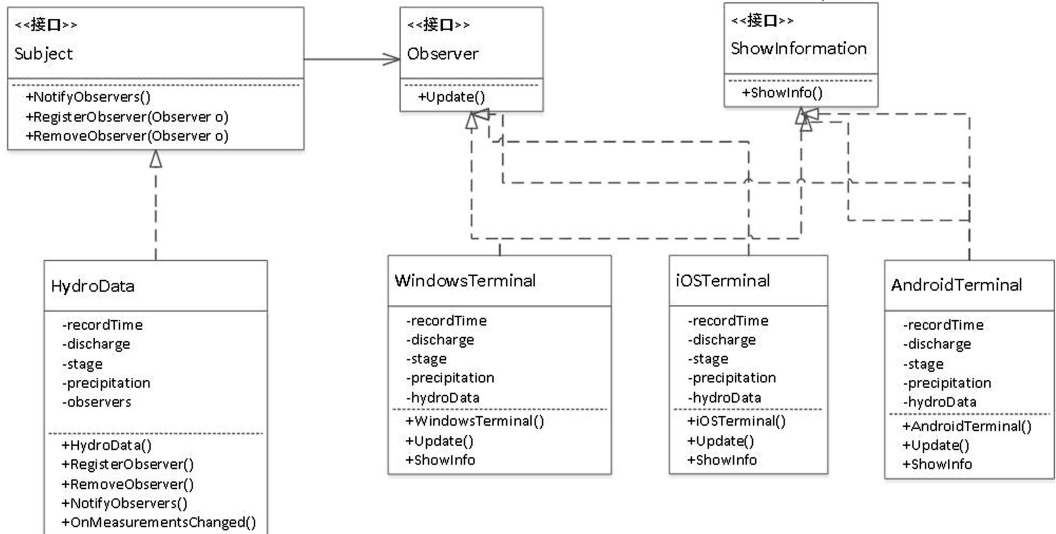 <<接口>>
Subject
+NotifyObservers()
+RegisterObserver(Observer o)
+RemoveObserver(Observer o)
<<接口>>
Observer
+Update()
<<接口>>
ShowInformation
+ShowInfo()
HydroData
-recordTime
-discharge
-stage
-precipitation
-observers
+HydroData()
+RegisterObserver()
+RemoveObserver()
+NotifyObservers()
+OnMeasurementsChanged()
WindowsTerminal
-recordTime
-discharge
-stage
-precipitation
-hydroData
+WindowsTerminal()
+Update()
+ShowInfo
iOSTerminal
-recordTime
-discharge
-stage
-precipitation
-hydroData
+iOSTerminal()
+Update()
+ShowInfo
AndroidTerminal
-recordTime
-discharge
-stage
-precipitation
-hydroData
+AndroidTerminal()
+Update()
+ShowInfo